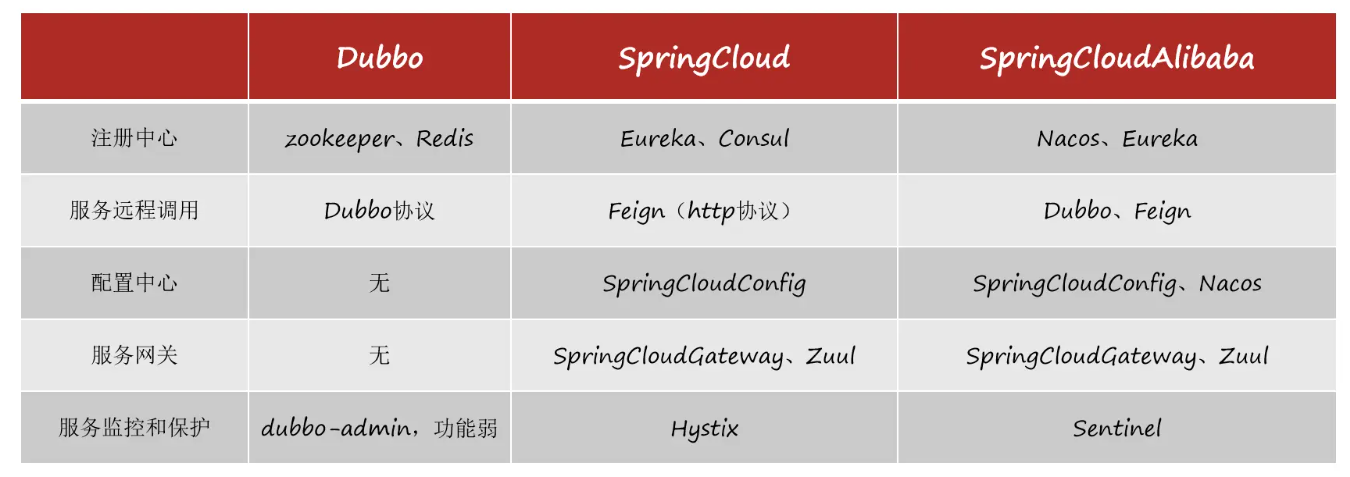 Dubbo SpringCloud SpringCloudAlibaba
注册中心 zookeeper、Redis Eureka、Consul Nacos、Eureka
服务远程调用 Dubbo协议 Feign（http协议） Dubbo、Feign
配置中心 无 SpringCloudConfig SpringCloudConfig、Nacos
服务网关 无 SpringCloudGateway、Zuul SpringCloudGateway、Zuul
服务监控和保护 dubbo-admin，功能弱 Hystix Sentinel